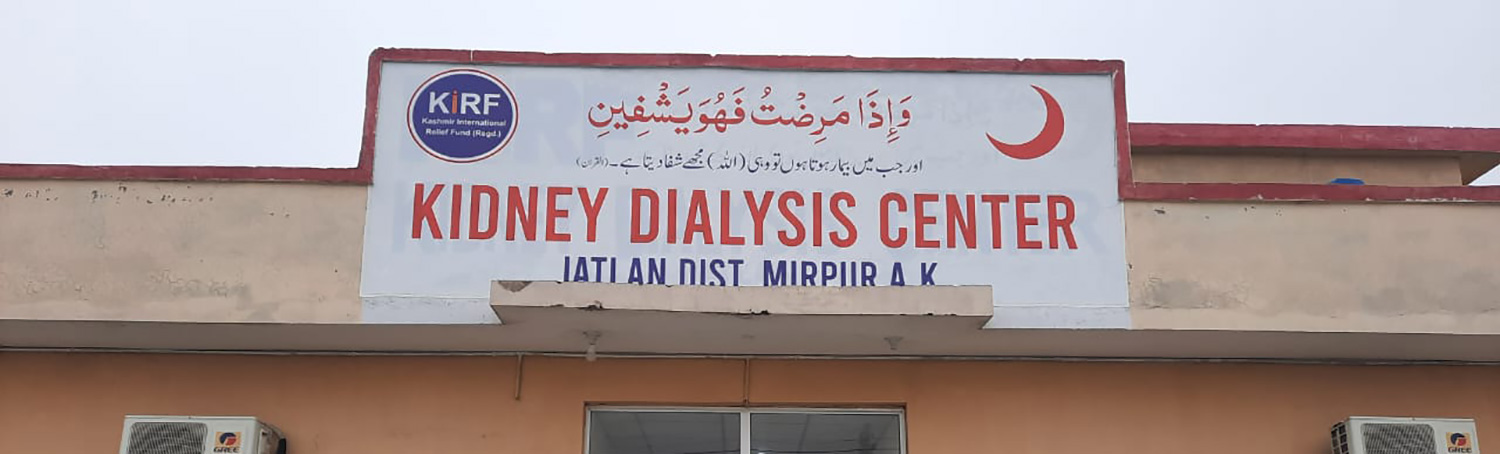 KiRF
Kashmir International
Relief Fund (Regd.)
وَإِذَا مَرِضْتُ فَهُوَ يَشْفِينِ
اور جب میں بیمار ہوتا ہوں تو وہی (اللہ) مجھے شفا دیتا ہے۔ (القرآن)
KIDNEY DIALYSIS CENTER
JATLAN DIST. MIRPUR A.K
GREE
GREE